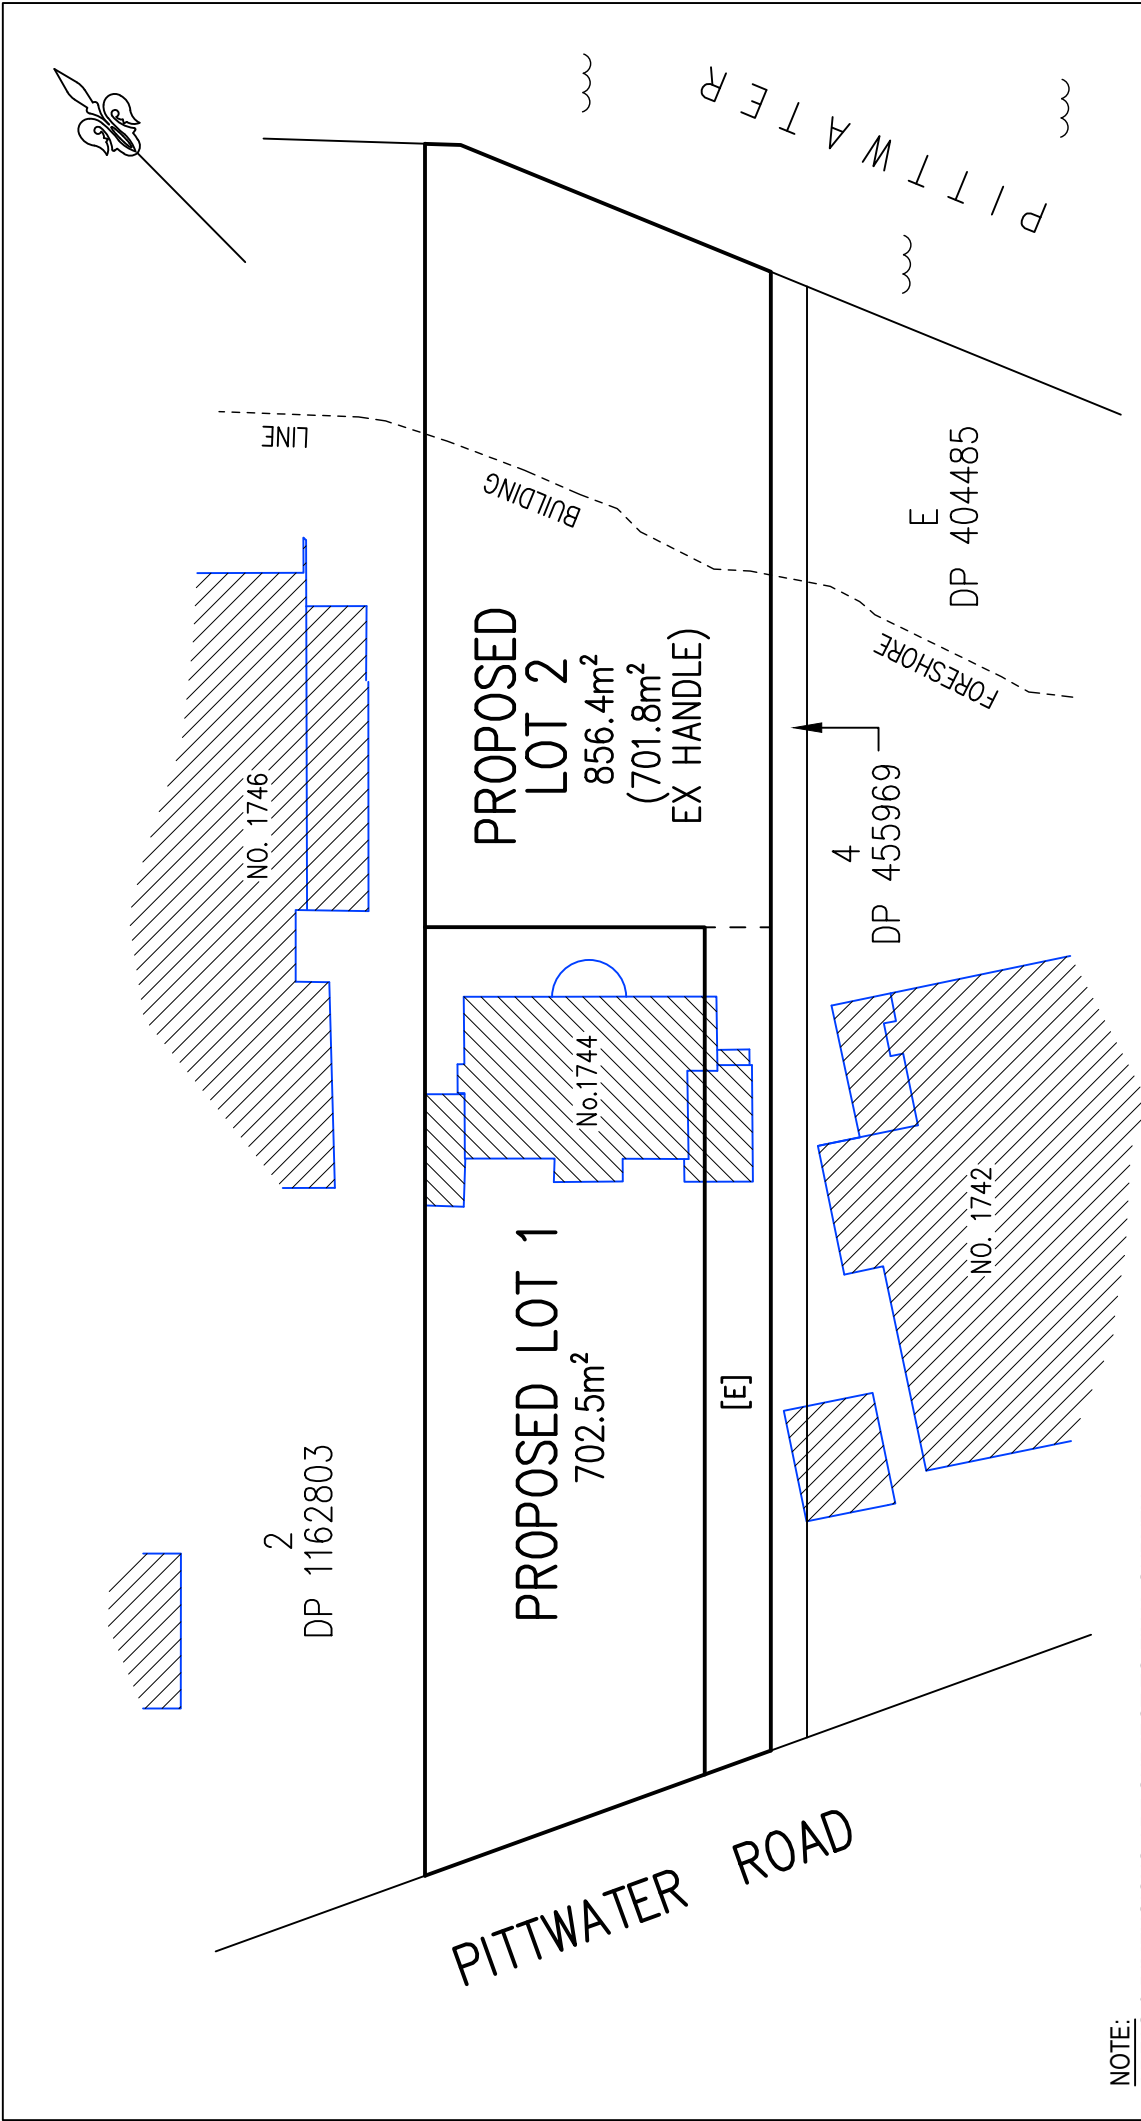 PITTWATER
LINE
BUILDING
FORESHORE
NO. 1746
PROPOSED
LOT 2
856.4m²
(701.8m²
EX HANDLE)
E
DP 404485
4
DP 455969
No.1744
NO. 1742
PROPOSED LOT 1
702.5m²
[E]
2
DP 1162803
PITTWATER ROAD
NOTE: